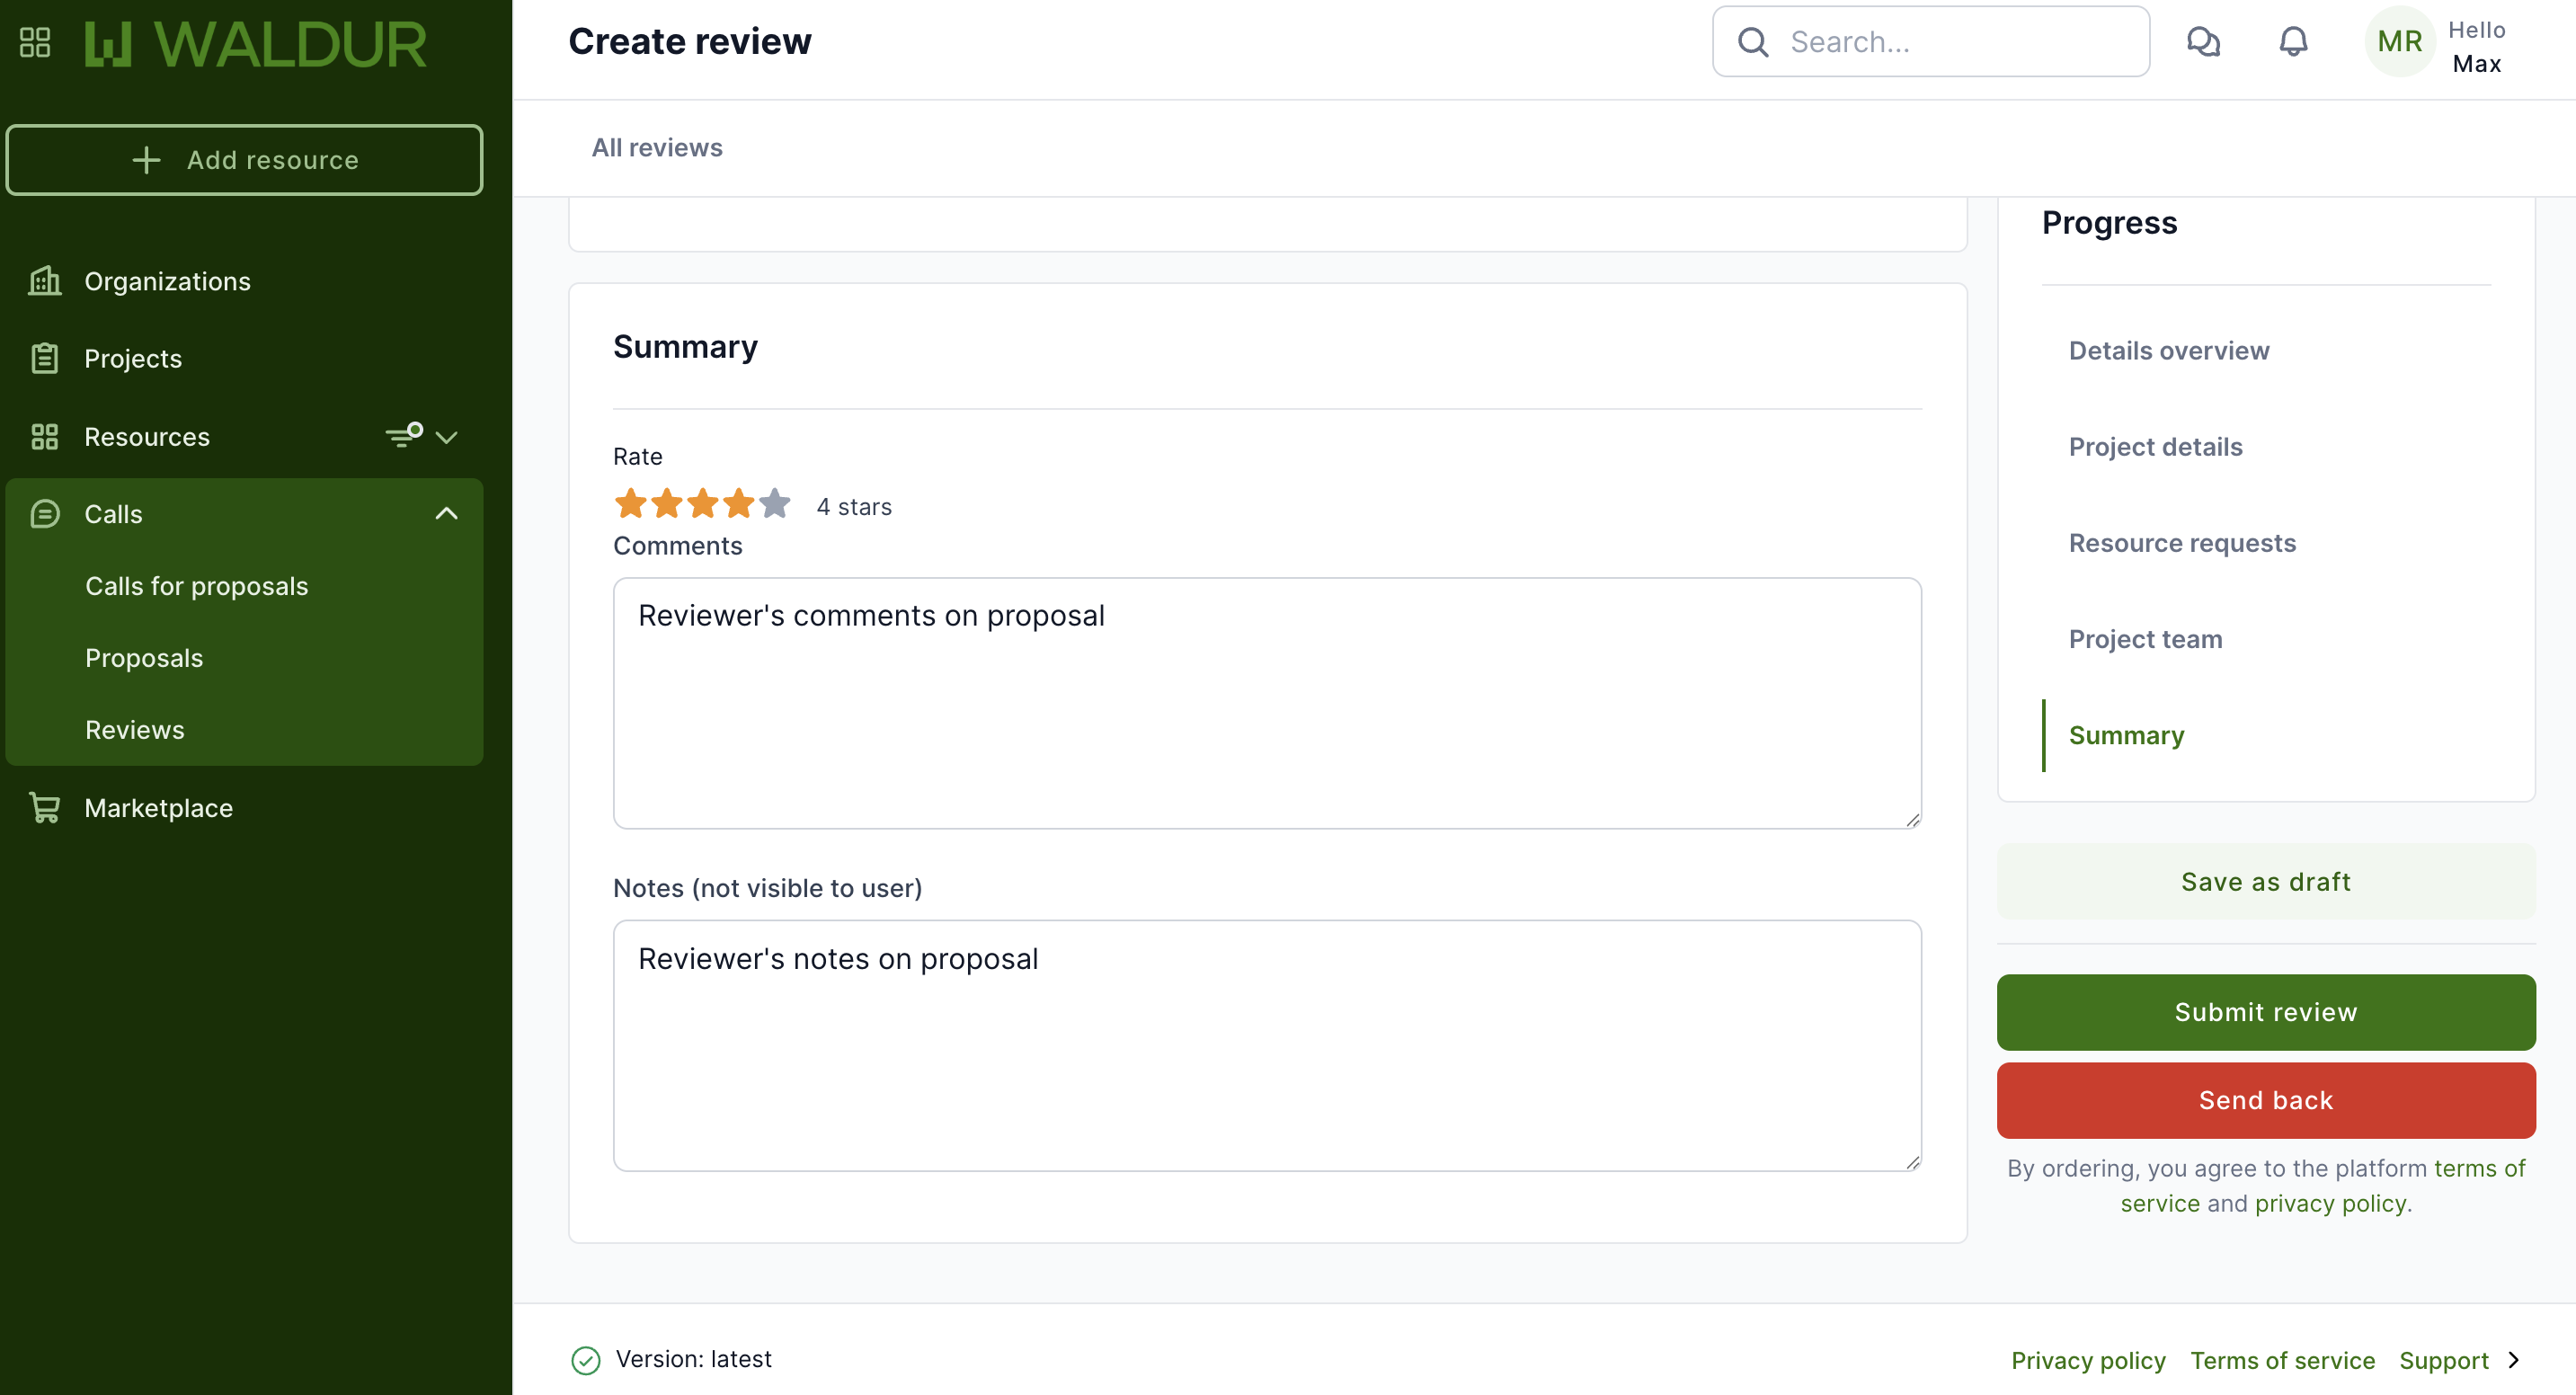 WALDUR
Create review
Search...
MR
Hello
Max
Add resource
All reviews
Organizations
Projects
Resources
Calls
Calls for proposals
Proposals
Reviews
Marketplace
Summary
Rate
4 stars
Comments
Reviewer's comments on proposal
Notes (not visible to user)
Reviewer's notes on proposal
Progress
Details overview
Project details
Resource requests
Project team
Summary
Save as draft
Submit review
Send back
By ordering, you agree to the platform terms of
service and privacy policy.
Version: latest
Privacy policy
Terms of service
Support